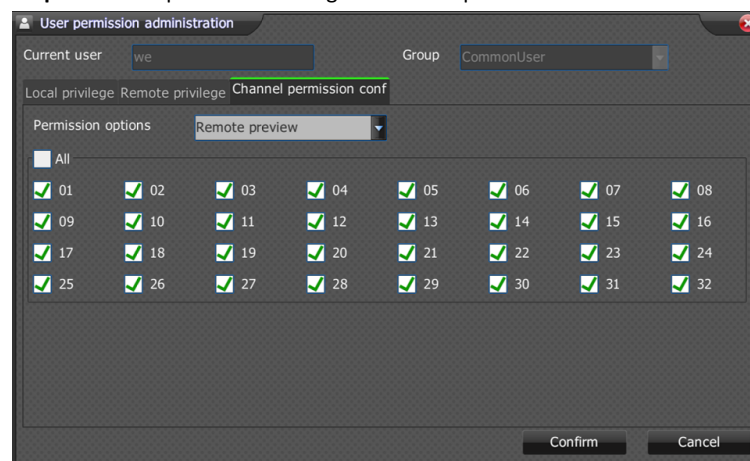 User permission administration
Current user we Group CommonUser
Local privilege Remote privilege Channel permission conf
Permission options Remote preview
All
01 02 03 04 05 06 07 08
09 10 11 12 13 14 15 16
17 18 19 20 21 22 23 24
25 26 27 28 29 30 31 32
Confirm Cancel